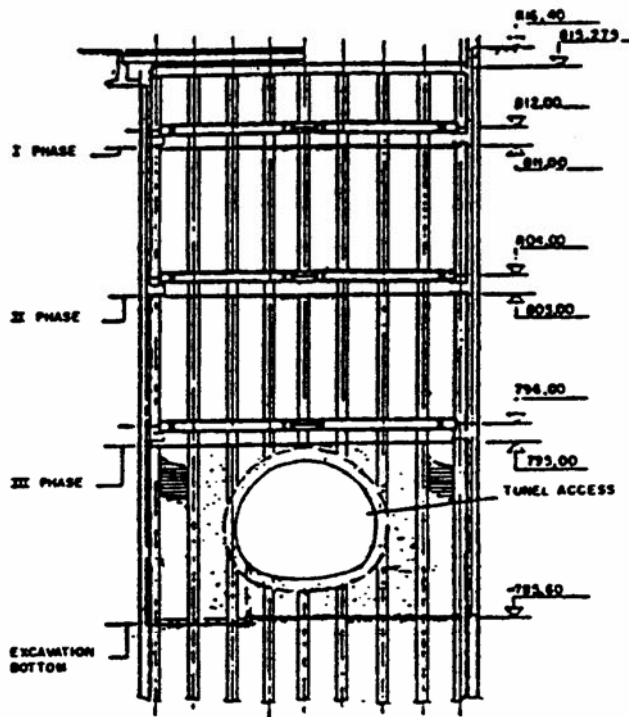 816.40
815.275
812.00
I PHASE
811.00
804.00
II PHASE
803.00
796.00
795.00
III PHASE
TUNEL ACCESS
785.60
EXCAVATION
BOTTOM